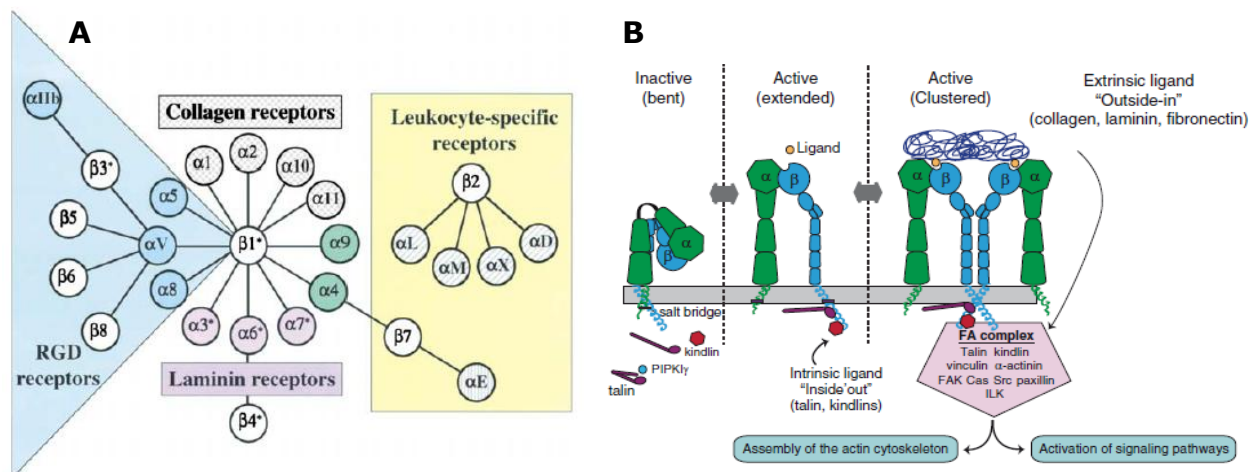 A
αIIb
β3*
β5
β6
β8
αV
α5
α8
RGD
receptors
Collagen receptors
α1
α2
α10
α11
β1*
α9
α4
α3*
α6*
α7*
Laminin receptors
β4*
Leukocyte-specific
receptors
β2
αL
αM
αX
αD
β7
αE
B
Inactive
(bent)
Active
(extended)
Active
(Clustered)
Extrinsic ligand
"Outside-in"
(collagen, laminin, fibronectin)
Ligand
α
β
α
β
α
β
β
α
salt bridge
kindlin
PIPKIγ
talin
Intrinsic ligand
"Inside'out"
(talin, kindlins)
FA complex
Talin kindlin
vinculin α-actinin
FAK Cas Src paxillin
ILK
Assembly of the actin cytoskeleton
Activation of signaling pathways